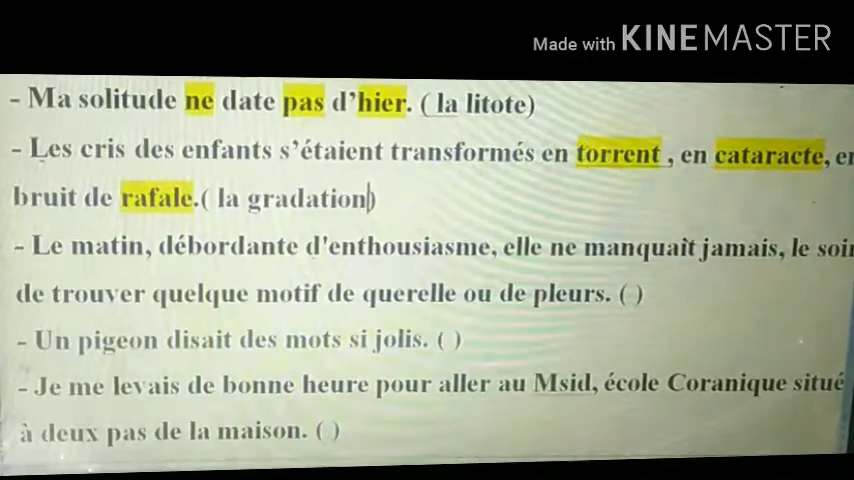 Made with KINEMASTER
- Ma solitude ne date pas d'hier. ( la litote)
- Les cris des enfants s'étaient transformés en torrent , en cataracte, en
bruit de rafale.( la gradation)
- Le matin, débordante d'enthousiasme, elle ne manquait jamais, le soir
de trouver quelque motif de querelle ou de pleurs. ( )
- Un pigeon disait des mots si jolis. ( )
- Je me levais de bonne heure pour aller au Msid, école Coranique situé
à deux pas de la maison. ( )